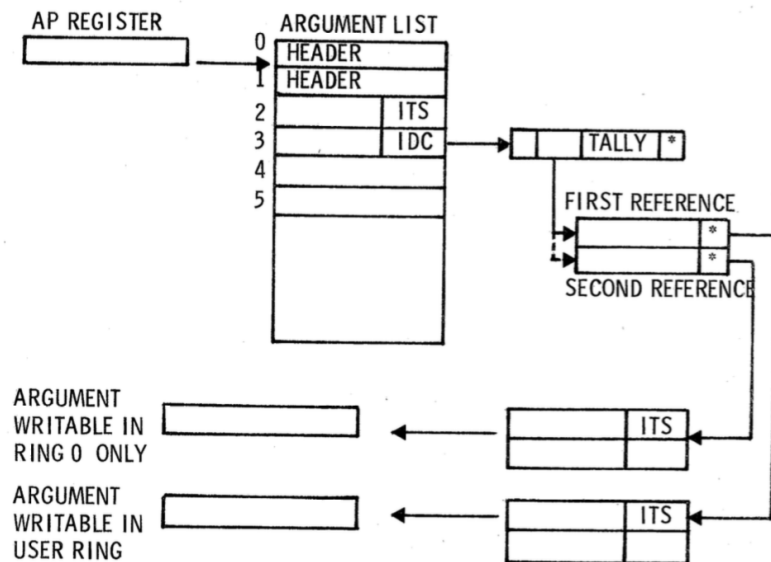 AP REGISTER
ARGUMENT LIST
0 HEADER
1 HEADER
2 ITS
3 IDC
TALLY *
4
5
FIRST REFERENCE
*
*
SECOND REFERENCE
ARGUMENT
WRITABLE IN
RING 0 ONLY
ITS
ARGUMENT
WRITABLE IN
USER RING
ITS